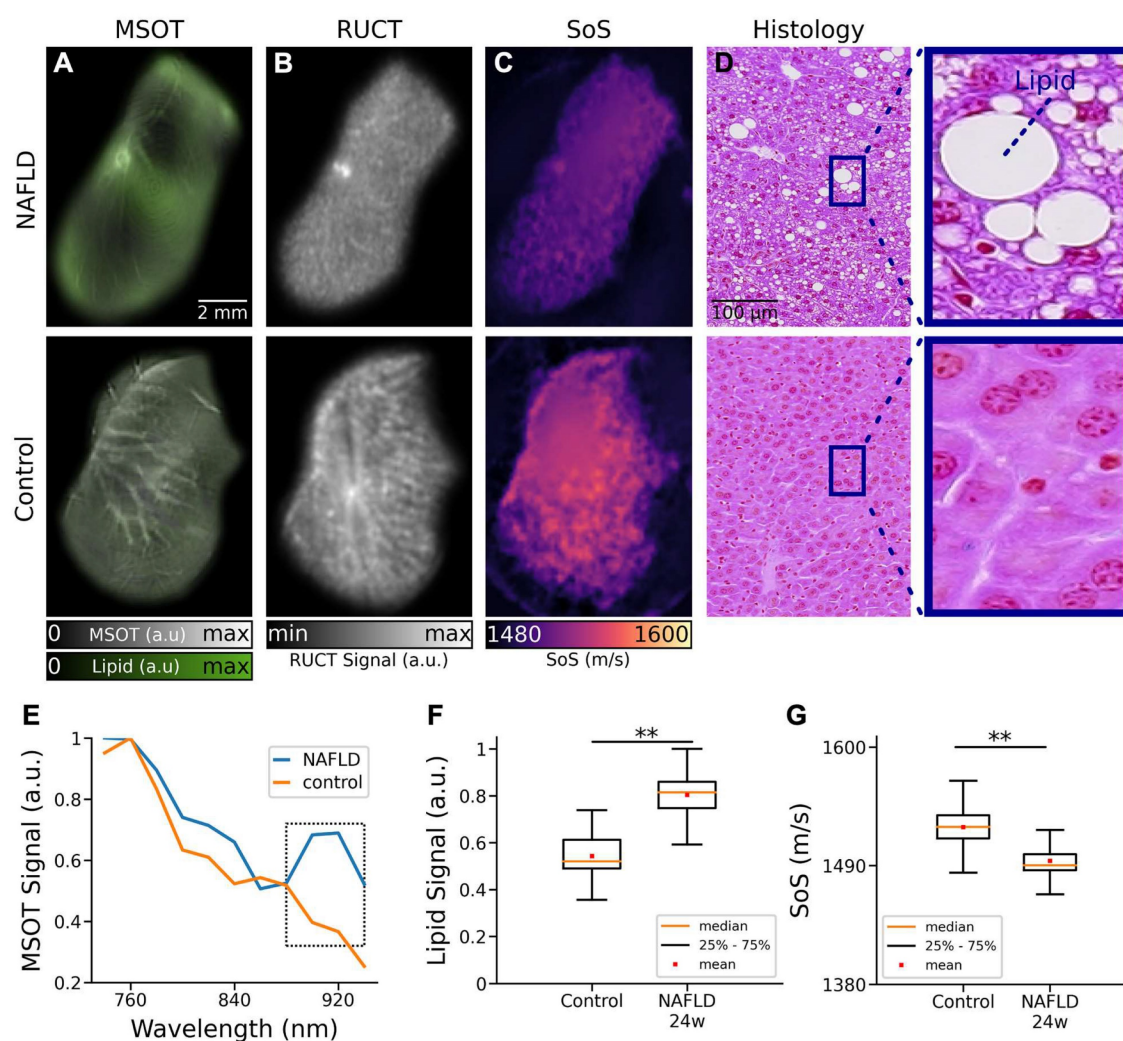 MSOT RUCT SoS Histology
A B C D
NAFLD
2 mm
100 µm
Lipid
Control
0 MSOT (a.u) max
0 Lipid (a.u) max
min max
RUCT Signal (a.u.)
1480 1600
SoS (m/s)
E
MSOT Signal (a.u.)
1
0.8
0.6
0.4
0.2
NAFLD
control
760 840 920
Wavelength (nm)
F
Lipid Signal (a.u.)
1
0.8
0.6
0.4
0.2
0
**
median
25% - 75%
mean
Control NAFLD
24w
G
SoS (m/s)
1600
1490
1380
**
median
25% - 75%
mean
Control NAFLD
24w